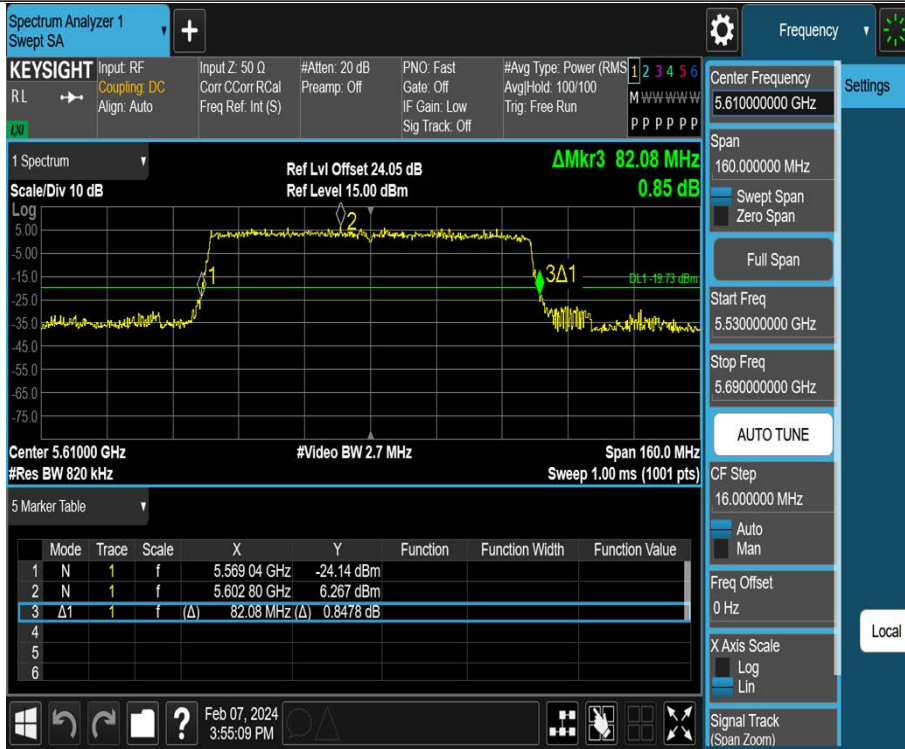 Spectrum Analyzer 1
Swept SA
+
Frequency
KEYSIGHT
RL
LXI
Input: RF
Coupling: DC
Align: Auto
Input Z: 50 Ω
Corr CCorr RCal
Freq Ref: Int (S)
#Atten: 20 dB
Preamp: Off
PNO: Fast
Gate: Off
IF Gain: Low
Sig Track: Off
#Avg Type: Power (RMS
Avg|Hold: 100/100
Trig: Free Run
1 2 3 4 5 6
M W W W W W
P P P P P P
Settings
Center Frequency
5.610000000 GHz
Span
160.000000 MHz
Swept Span
Zero Span
Full Span
Start Freq
5.530000000 GHz
Stop Freq
5.690000000 GHz
AUTO TUNE
CF Step
16.000000 MHz
Auto
Man
Freq Offset
0 Hz
X Axis Scale
Log
Lin
Signal Track
(Span Zoom)
Local
1 Spectrum
Scale/Div 10 dB
Ref Lvl Offset 24.05 dB
Ref Level 15.00 dBm
ΔMkr3 82.08 MHz
0.85 dB
Log
5.00
-5.00
-15.0
-25.0
-35.0
-45.0
-55.0
-65.0
-75.0
2
1
3Δ1
DL1 -19.73 dBm
Center 5.61000 GHz
#Video BW 2.7 MHz
Span 160.0 MHz
#Res BW 820 kHz
Sweep 1.00 ms (1001 pts)
5 Marker Table
Mode Trace Scale X Y Function Function Width Function Value
1 N 1 f 5.569 04 GHz -24.14 dBm
2 N 1 f 5.602 80 GHz 6.267 dBm
3 Δ1 1 f (Δ) 82.08 MHz (Δ) 0.8478 dB
4
5
6
?
Feb 07, 2024
3:55:09 PM